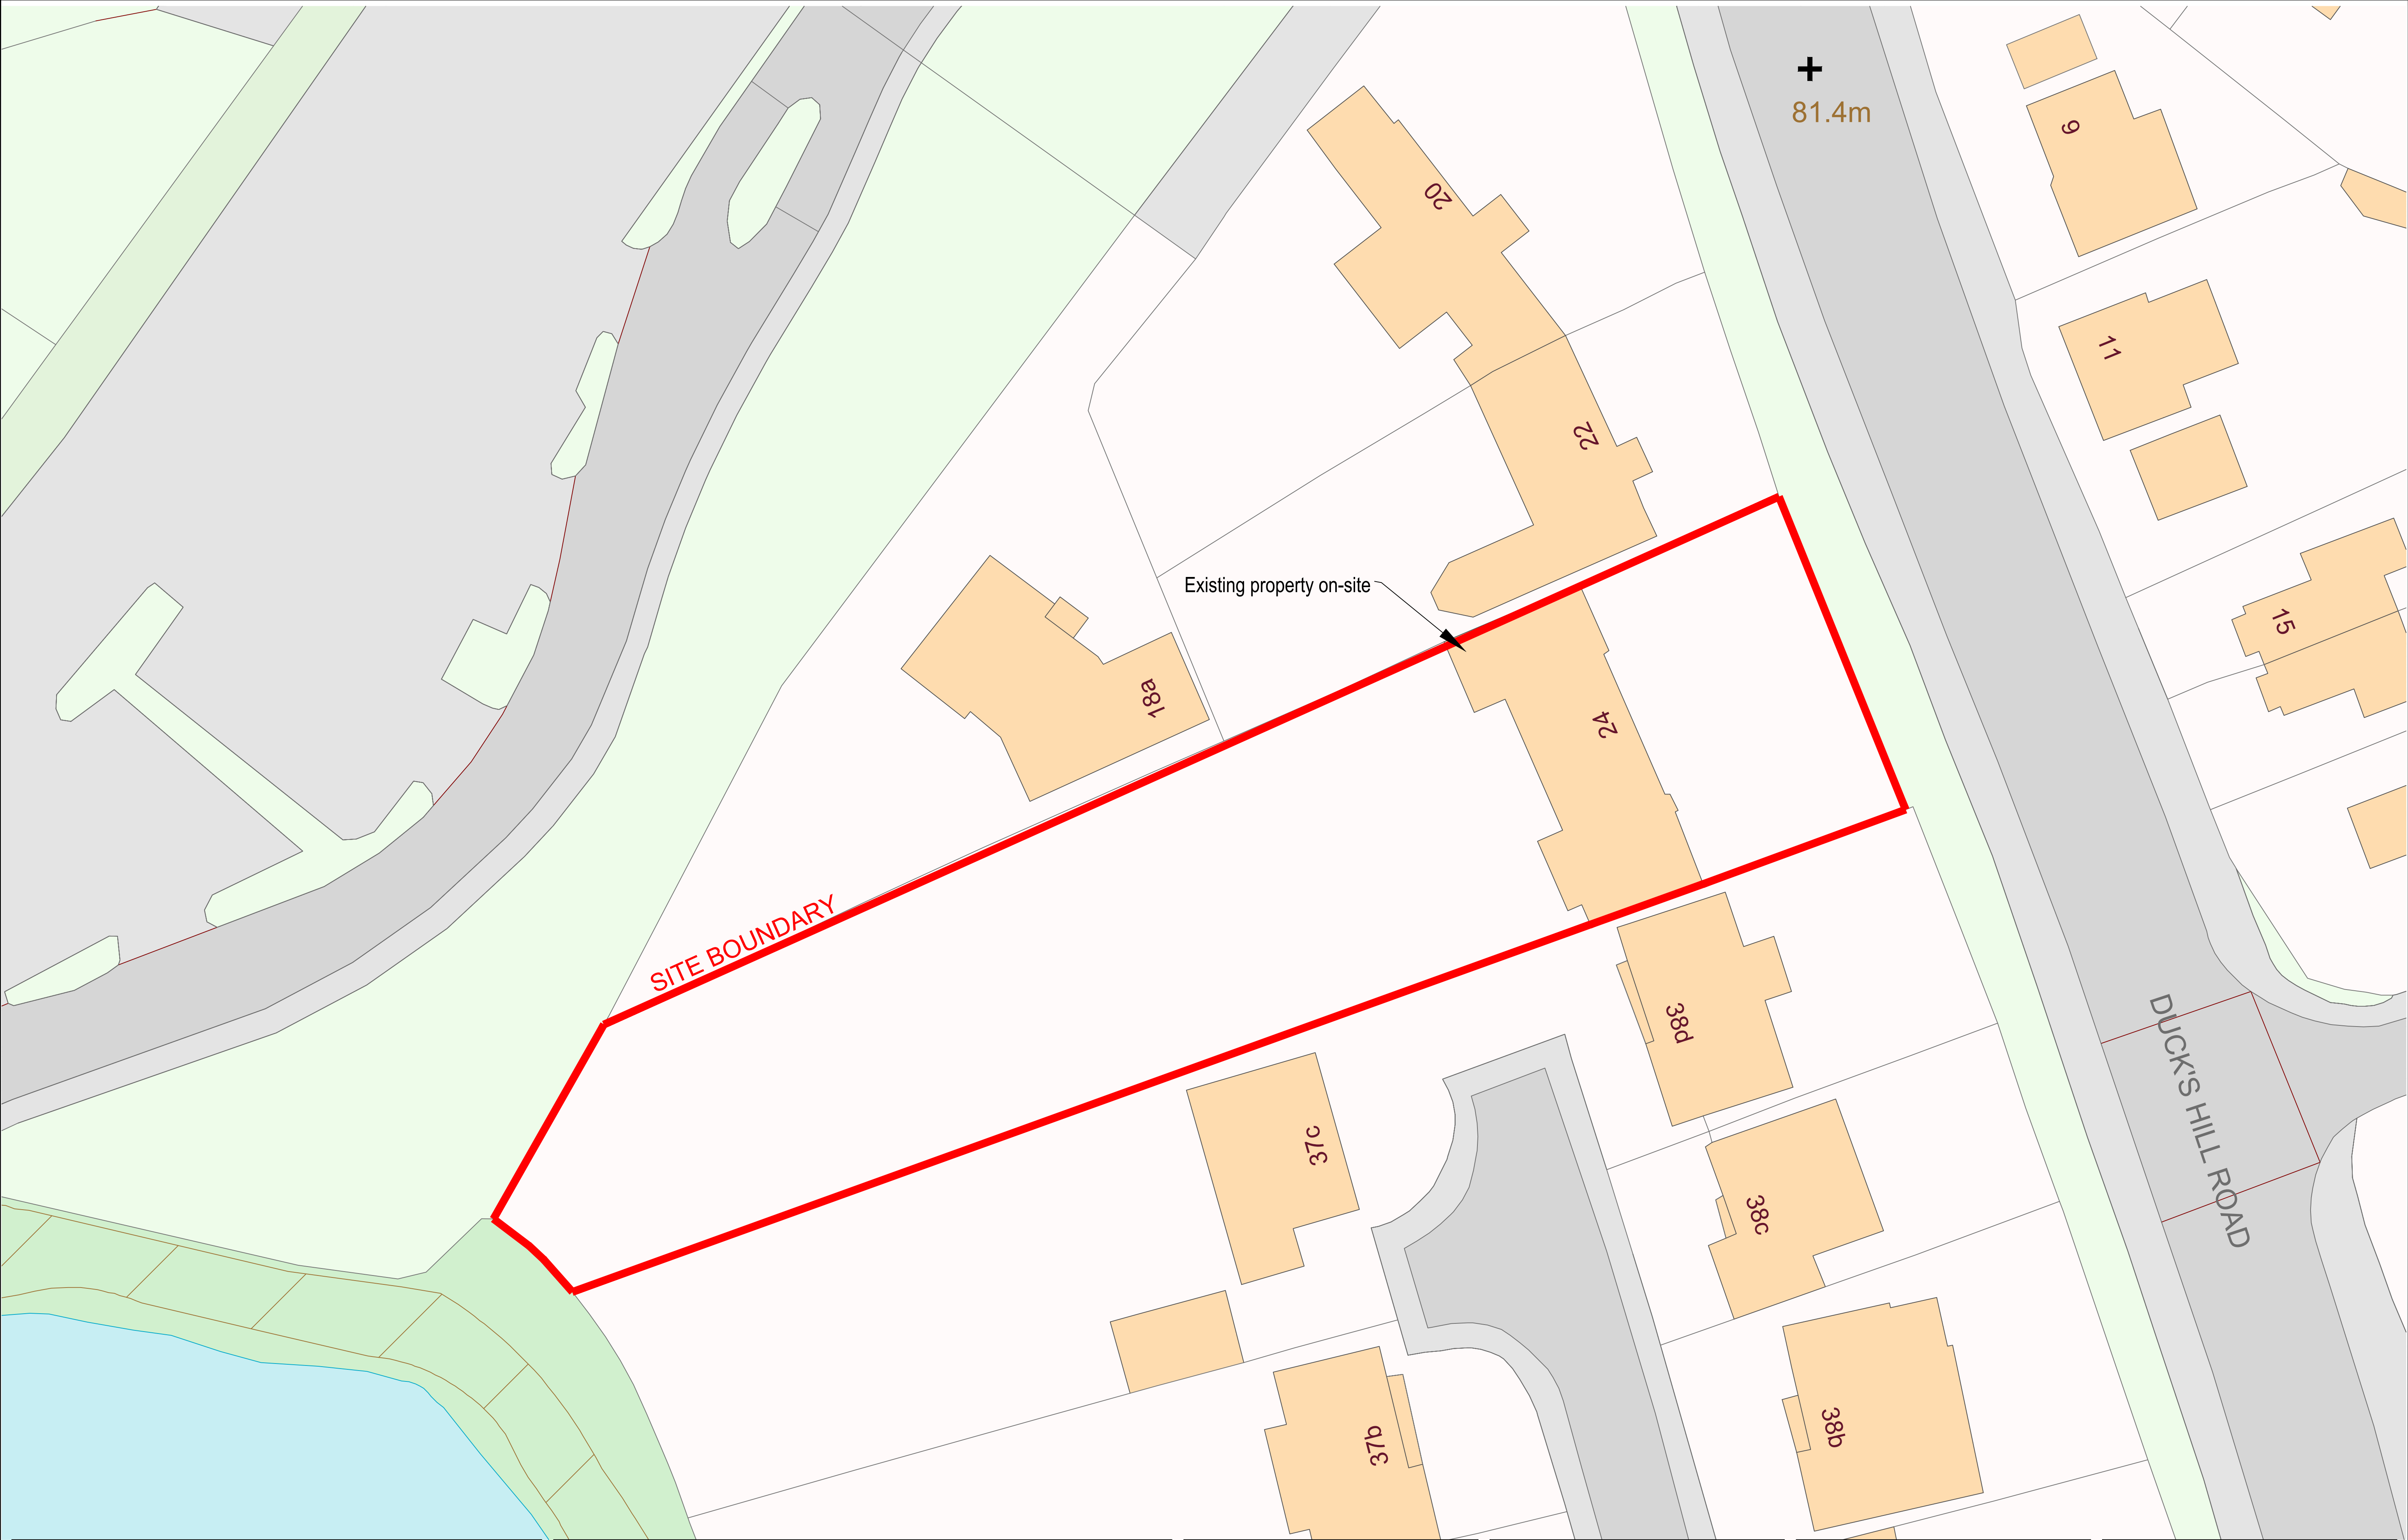 81.4m
9
20
11
22
Existing property on-site
15
18a
24
SITE BOUNDARY
38d
DUCK'S HILL ROAD
37c
38c
37b
38b